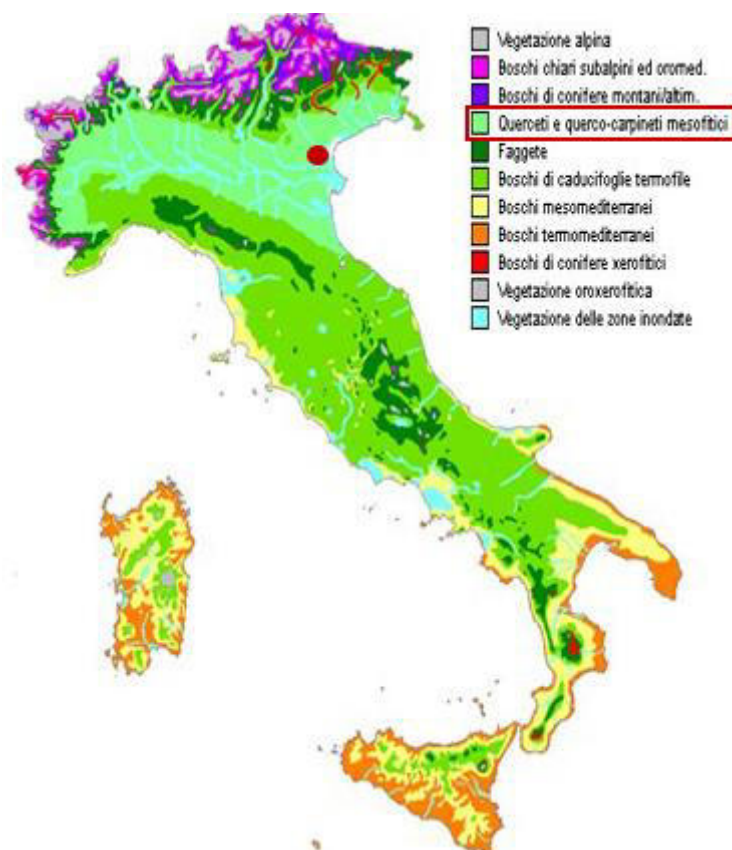 Vegetazione alpina
Boschi chiari subalpini ed oromed.
Boschi di conifere montani/altim.
Querceti e querco-carpineti mesofitici
Faggete
Boschi di caducifoglie termofile
Boschi mesomediterranei
Boschi termomediterranei
Boschi di conifere xerofitici
Vegetazione oroxerofitica
Vegetazione delle zone inondate